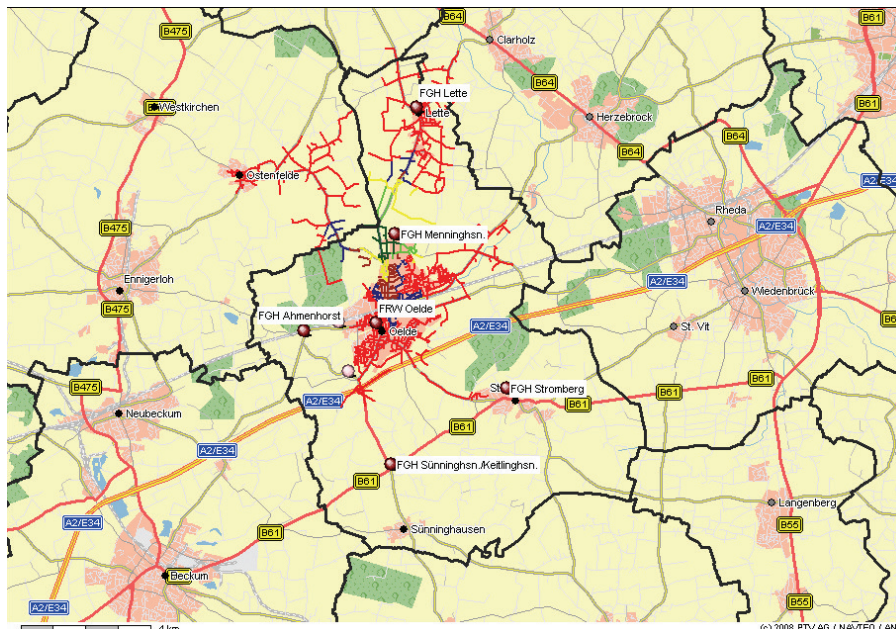 B475
B64
Clarholz
B61
FGH Lette
B64
Westkirchen
Lette
Herzebrock
B61
B64
B64
Ostenfelde
Rheda
B475
FGH Menninghsn.
A2/E34
Ennigerloh
A2/E34
Wiedenbrück
B475
FGH Ahmenhorst
FRW Oelde
Oelde
A2/E34
St. Vit
B475
A2/E34
FGH Stromberg
B61
B61
Neubeckum
B61
A2/E34
FGH Sünninghsn./Keitlinghsn.
B61
A2/E34
Langenberg
B61
Sünninghausen
B55
Beckum
A2/E34
B55
4 km
(c) 2008 PTV AG / NAVTEQ / AN